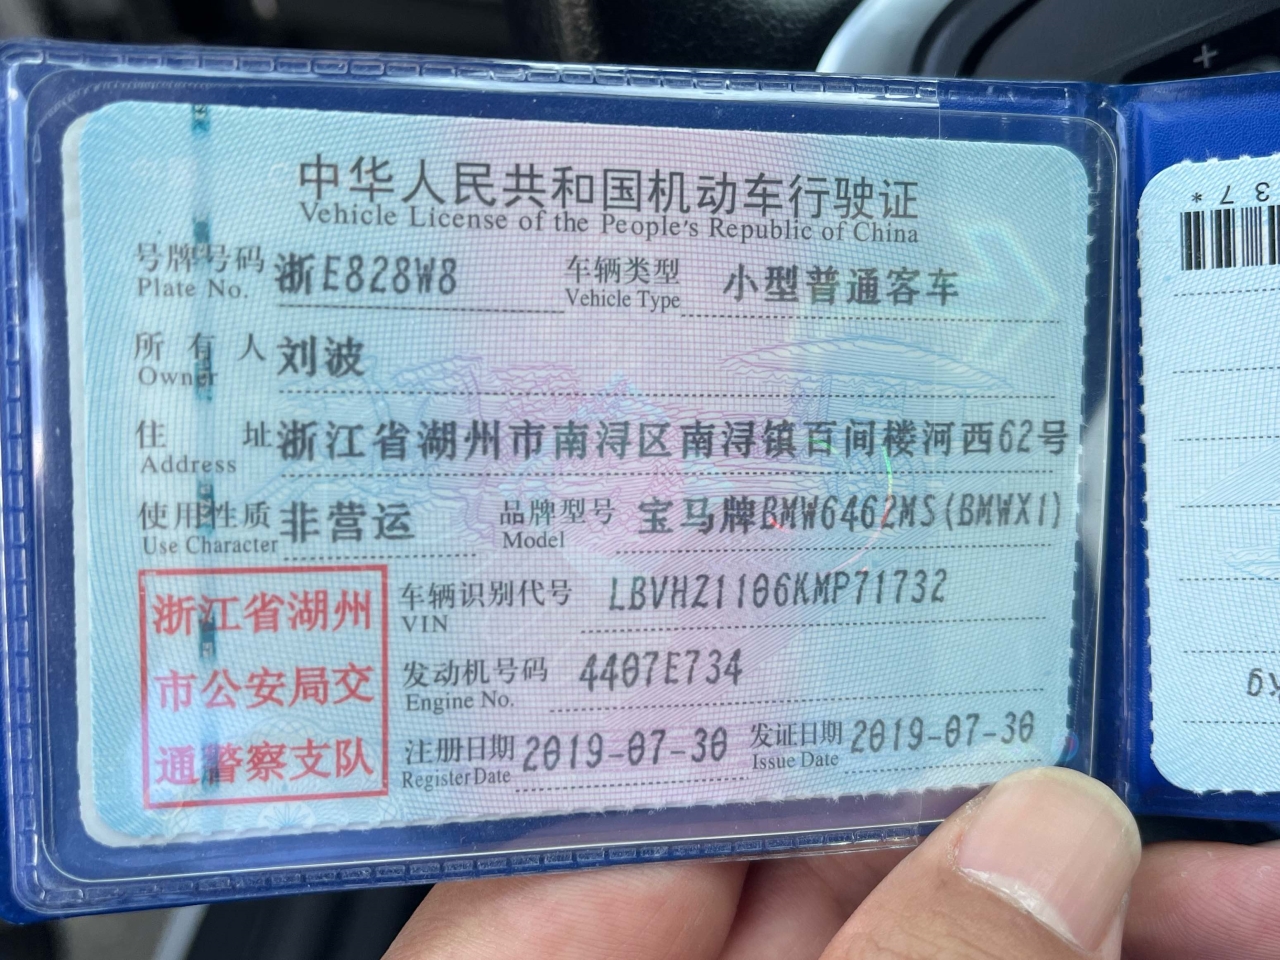 中华人民共和国机动车行驶证
Vehicle License of the People's Republic of China
号牌号码 浙E828W8 车辆类型 小型普通客车
Plate No. Vehicle Type
所有人 刘波
Owner
住址 浙江省湖州市南浔区南浔镇百间楼河西62号
Address
使用性质 非营运 品牌型号 宝马牌BMW6462MS(BMWX1)
Use Character Model
浙江省湖州
市公安局交
通警察支队
车辆识别代号 LBVHZ1106KMP71732
VIN
发动机号码 4407E734
Engine No.
注册日期 2019-07-30 发证日期 2019-07-30
Register Date Issue Date
+
37*
kg